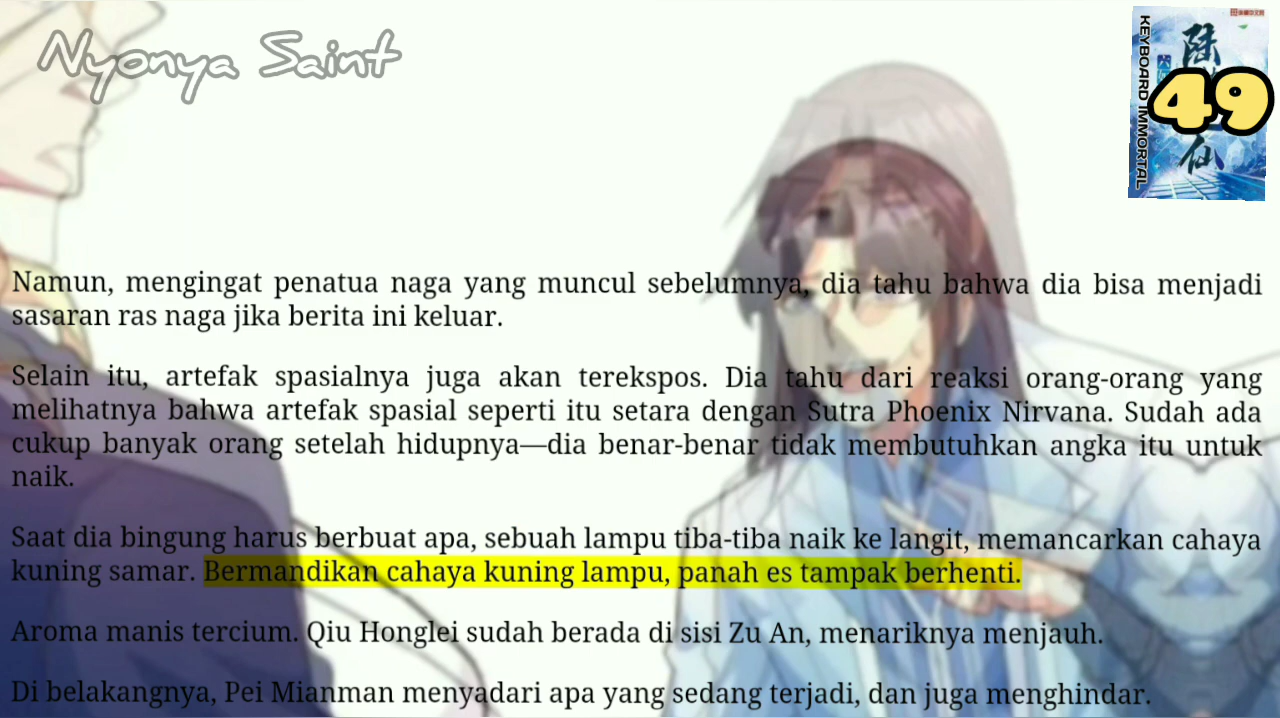 Nyonya Saint
KEYBOARD IMMORTAL
49
仙
Namun, mengingat penatua naga yang muncul sebelumnya, dia tahu bahwa dia bisa menjadi
sasaran ras naga jika berita ini keluar.
Selain itu, artefak spasialnya juga akan terekspos. Dia tahu dari reaksi orang-orang yang
melihatnya bahwa artefak spasial seperti itu setara dengan Sutra Phoenix Nirvana. Sudah ada
cukup banyak orang setelah hidupnya—dia benar-benar tidak membutuhkan angka itu untuk
naik.
Saat dia bingung harus berbuat apa, sebuah lampu tiba-tiba naik ke langit, memancarkan cahaya
kuning samar. Bermandikan cahaya kuning lampu, panah es tampak berhenti.
Aroma manis tercium. Qiu Honglei sudah berada di sisi Zu An, menariknya menjauh.
Di belakangnya, Pei Mianman menyadari apa yang sedang terjadi, dan juga menghindar.